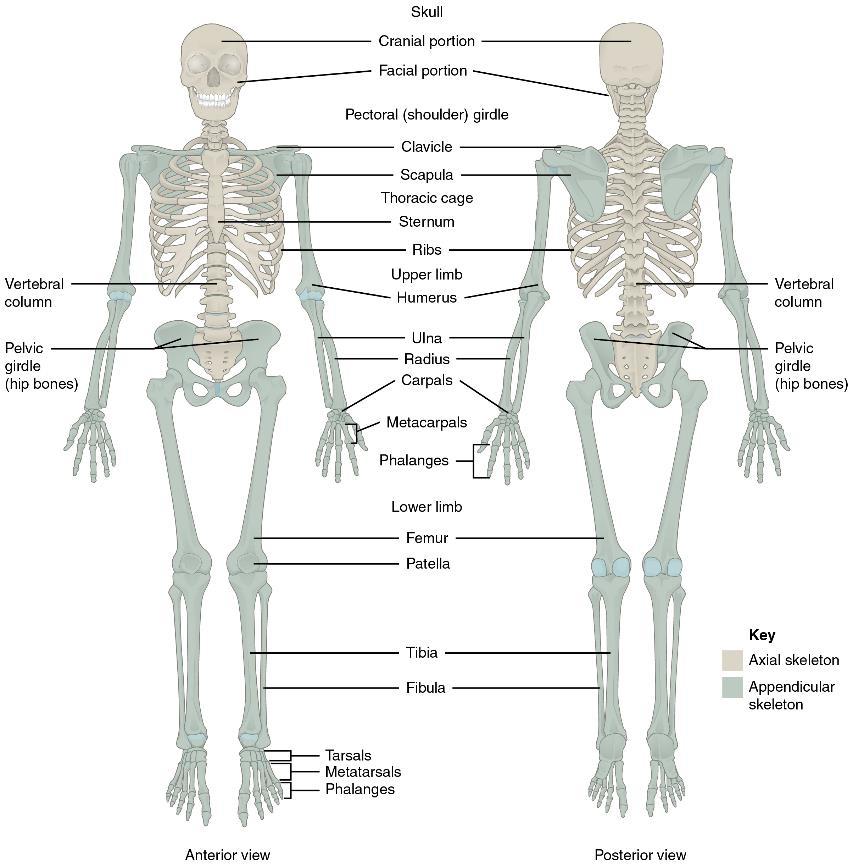 Skull
Cranial portion
Facial portion
Pectoral (shoulder) girdle
Clavicle
Scapula
Thoracic cage
Sternum
Ribs
Upper limb
Humerus
Vertebral
column
Vertebral
column
Ulna
Radius
Pelvic
girdle
(hip bones)
Pelvic
girdle
(hip bones)
Carpals
Metacarpals
Phalanges
Lower limb
Femur
Patella
Tibia
Fibula
Key
Axial skeleton
Appendicular
skeleton
Tarsals
Metatarsals
Phalanges
Anterior view
Posterior view